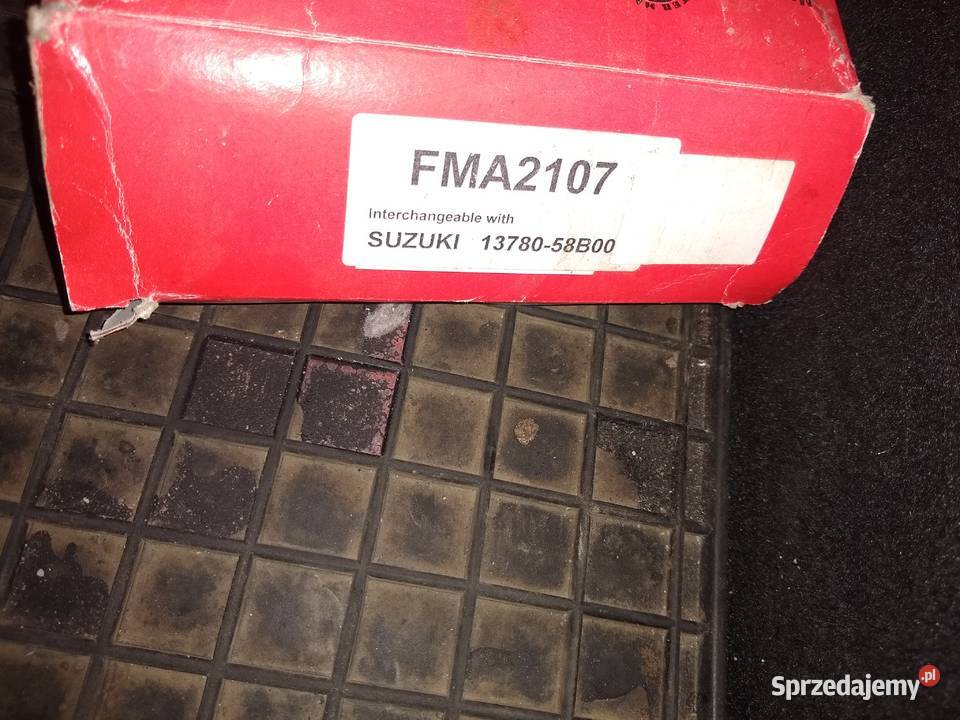 FMA2107
Interchangeable with
SUZUKI 13780-58B00
Sprzedajemy.pl